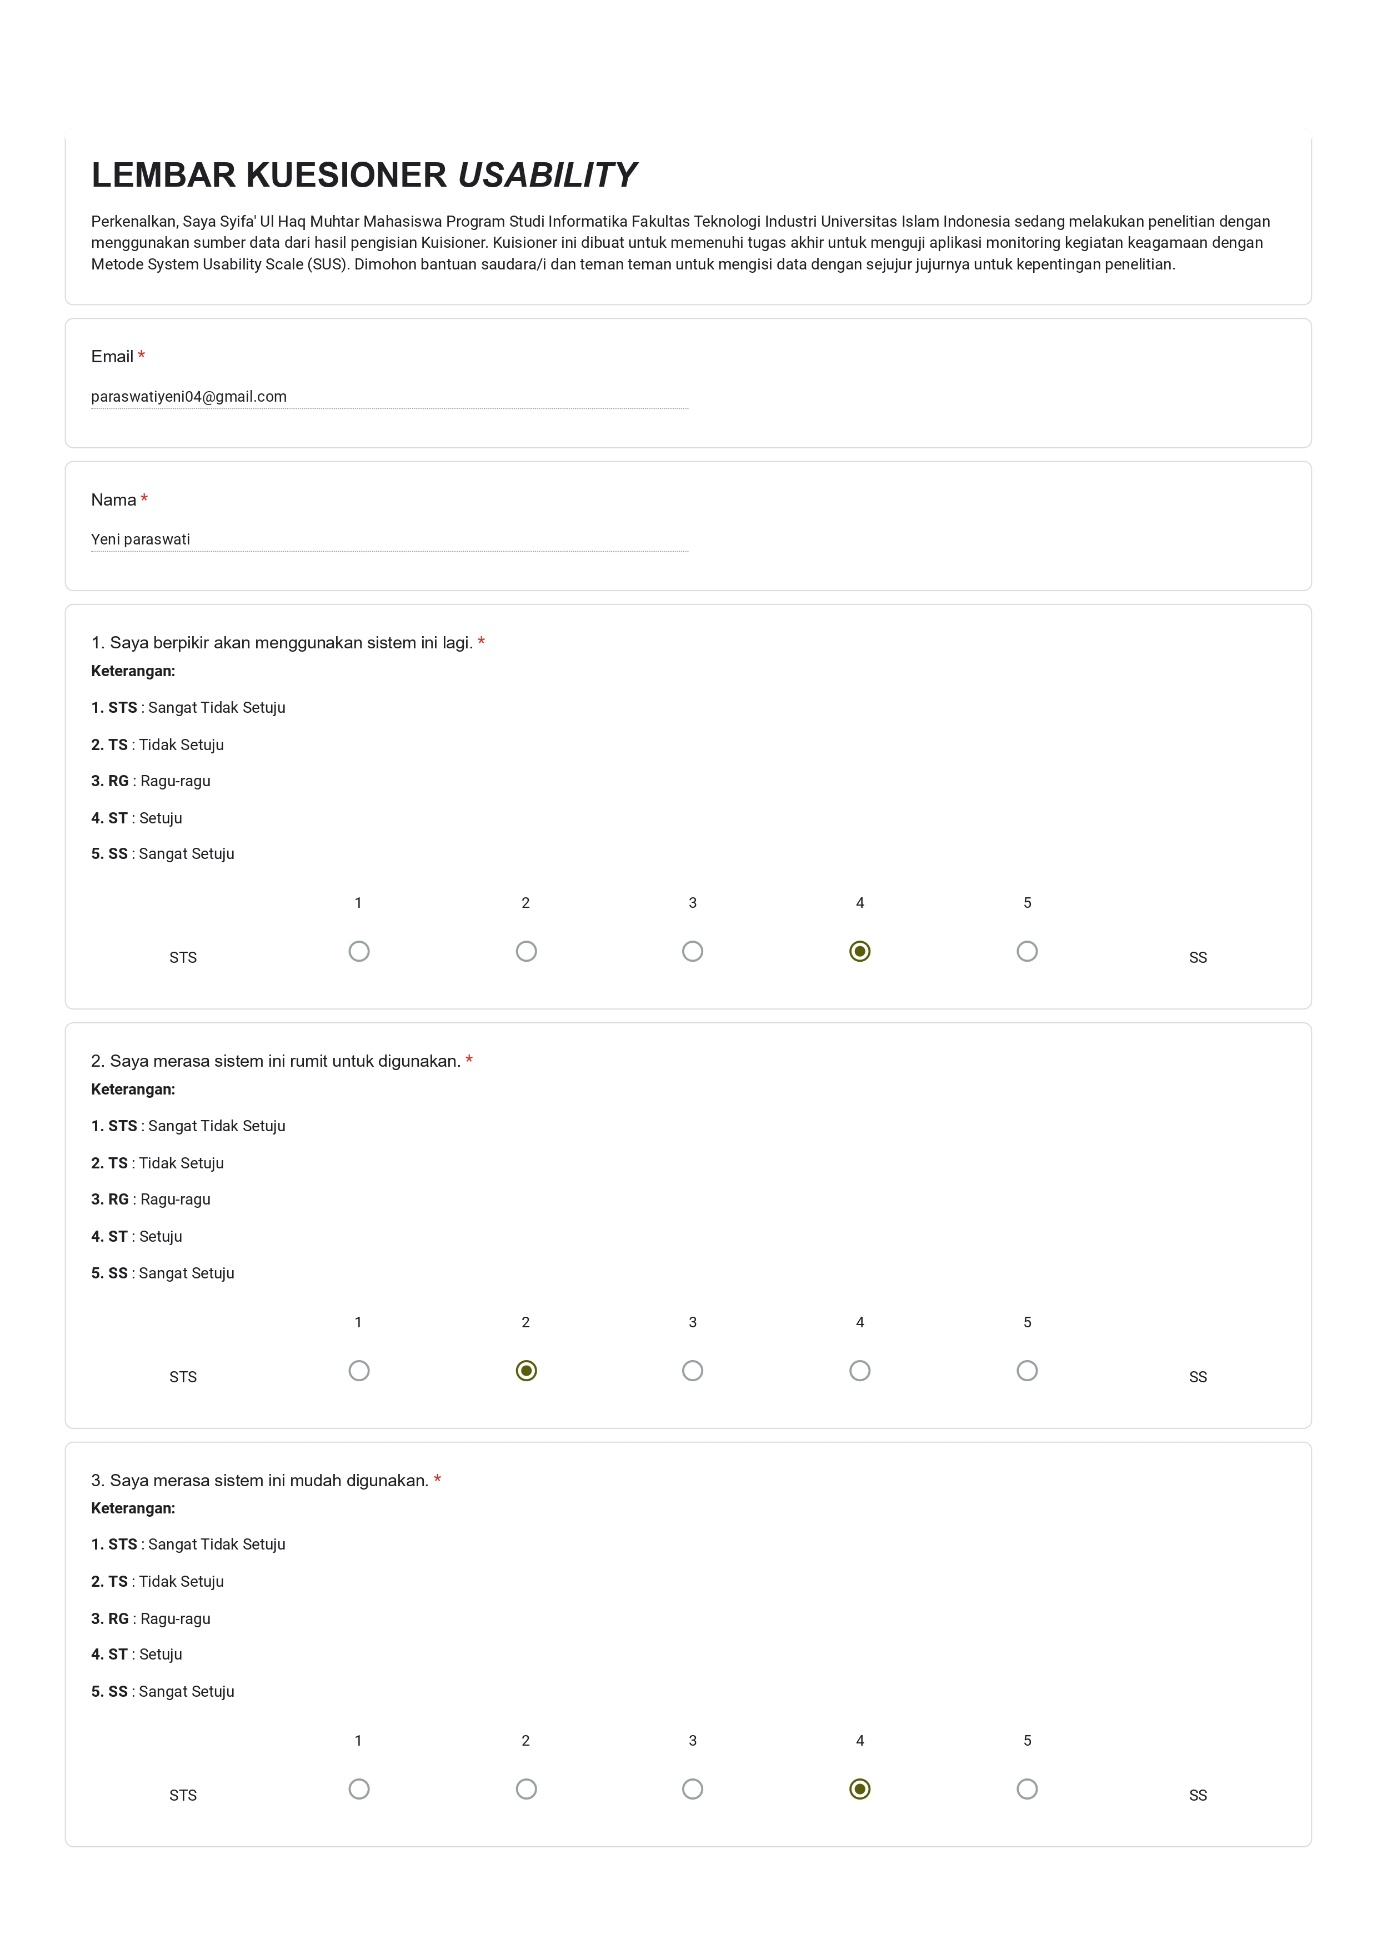 LEMBAR KUESIONER USABILITY
Perkenalkan, Saya Syifa' Ul Haq Muhtar Mahasiswa Program Studi Informatika Fakultas Teknologi Industri Universitas Islam Indonesia sedang melakukan penelitian dengan
menggunakan sumber data dari hasil pengisian Kuisioner. Kuisioner ini dibuat untuk memenuhi tugas akhir untuk menguji aplikasi monitoring kegiatan keagamaan dengan
Metode System Usability Scale (SUS). Dimohon bantuan saudara/i dan teman teman untuk mengisi data dengan sejujur jujurnya untuk kepentingan penelitian.
Email *
paraswatiyeni04@gmail.com
Nama *
Yeni paraswati
1. Saya berpikir akan menggunakan sistem ini lagi. *
Keterangan:
1. STS : Sangat Tidak Setuju
2. TS : Tidak Setuju
3. RG : Ragu-ragu
4. ST : Setuju
5. SS : Sangat Setuju
1 2 3 4 5
STS SS
2. Saya merasa sistem ini rumit untuk digunakan. *
Keterangan:
1. STS : Sangat Tidak Setuju
2. TS : Tidak Setuju
3. RG : Ragu-ragu
4. ST : Setuju
5. SS : Sangat Setuju
1 2 3 4 5
STS SS
3. Saya merasa sistem ini mudah digunakan. *
Keterangan:
1. STS : Sangat Tidak Setuju
2. TS : Tidak Setuju
3. RG : Ragu-ragu
4. ST : Setuju
5. SS : Sangat Setuju
1 2 3 4 5
STS SS